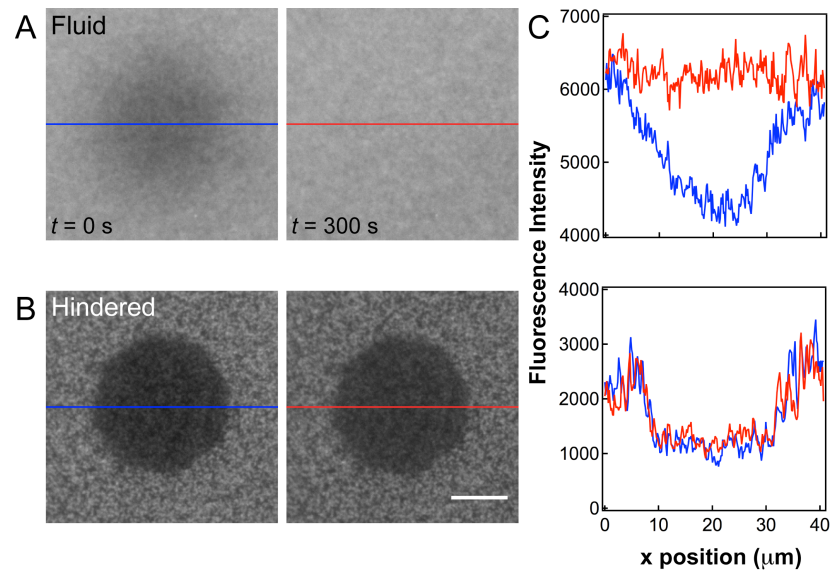 A
Fluid
t = 0 s
t = 300 s
B
Hindered
C
7000
6000
5000
4000
Fluorescence Intensity
4000
3000
2000
1000
0
0
10
20
30
40
x position (μm)